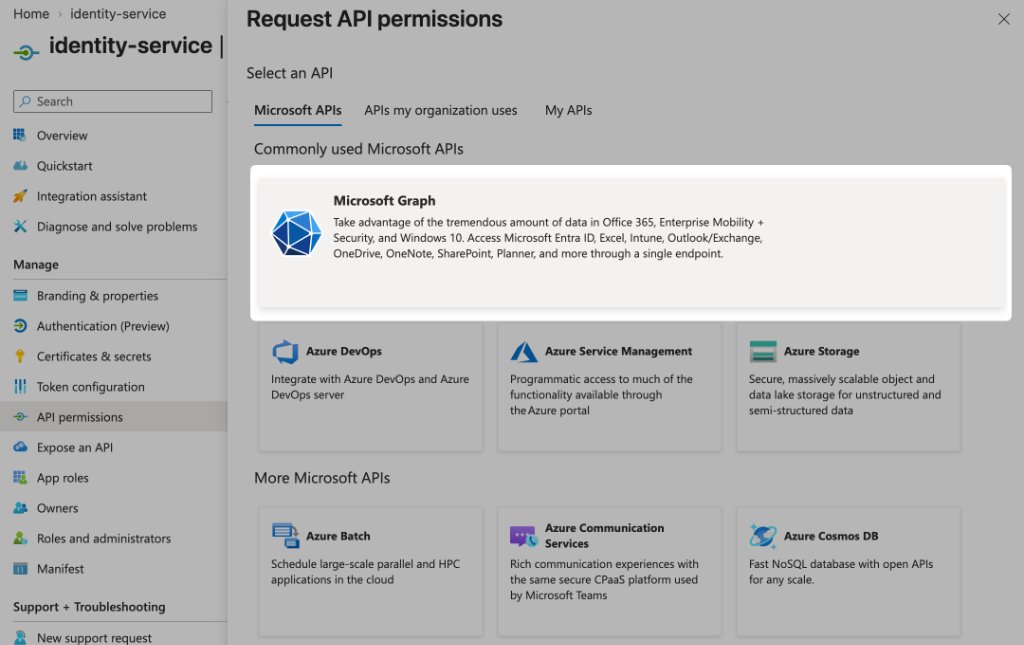 Home > identity-service
identity-service |
Search
Overview
Quickstart
Integration assistant
Diagnose and solve problems
Manage
Branding & properties
Authentication (Preview)
Certificates & secrets
Token configuration
API permissions
Expose an API
App roles
Owners
Roles and administrators
Manifest
Support + Troubleshooting
New support request
Request API permissions
Select an API
Microsoft APIs APIs my organization uses My APIs
Commonly used Microsoft APIs
Microsoft Graph
Take advantage of the tremendous amount of data in Office 365, Enterprise Mobility +
Security, and Windows 10. Access Microsoft Entra ID, Excel, Intune, Outlook/Exchange,
OneDrive, OneNote, SharePoint, Planner, and more through a single endpoint.
Azure DevOps
Integrate with Azure DevOps and Azure
DevOps server
Azure Service Management
Programmatic access to much of the
functionality available through
the Azure portal
Azure Storage
Secure, massively scalable object and
data lake storage for unstructured and
semi-structured data
More Microsoft APIs
Azure Batch
Schedule large-scale parallel and HPC
applications in the cloud
Azure Communication
Services
Rich communication experiences with
the same secure CPaaS platform used
by Microsoft Teams
Azure Cosmos DB
Fast NoSQL database with open APIs
for any scale.